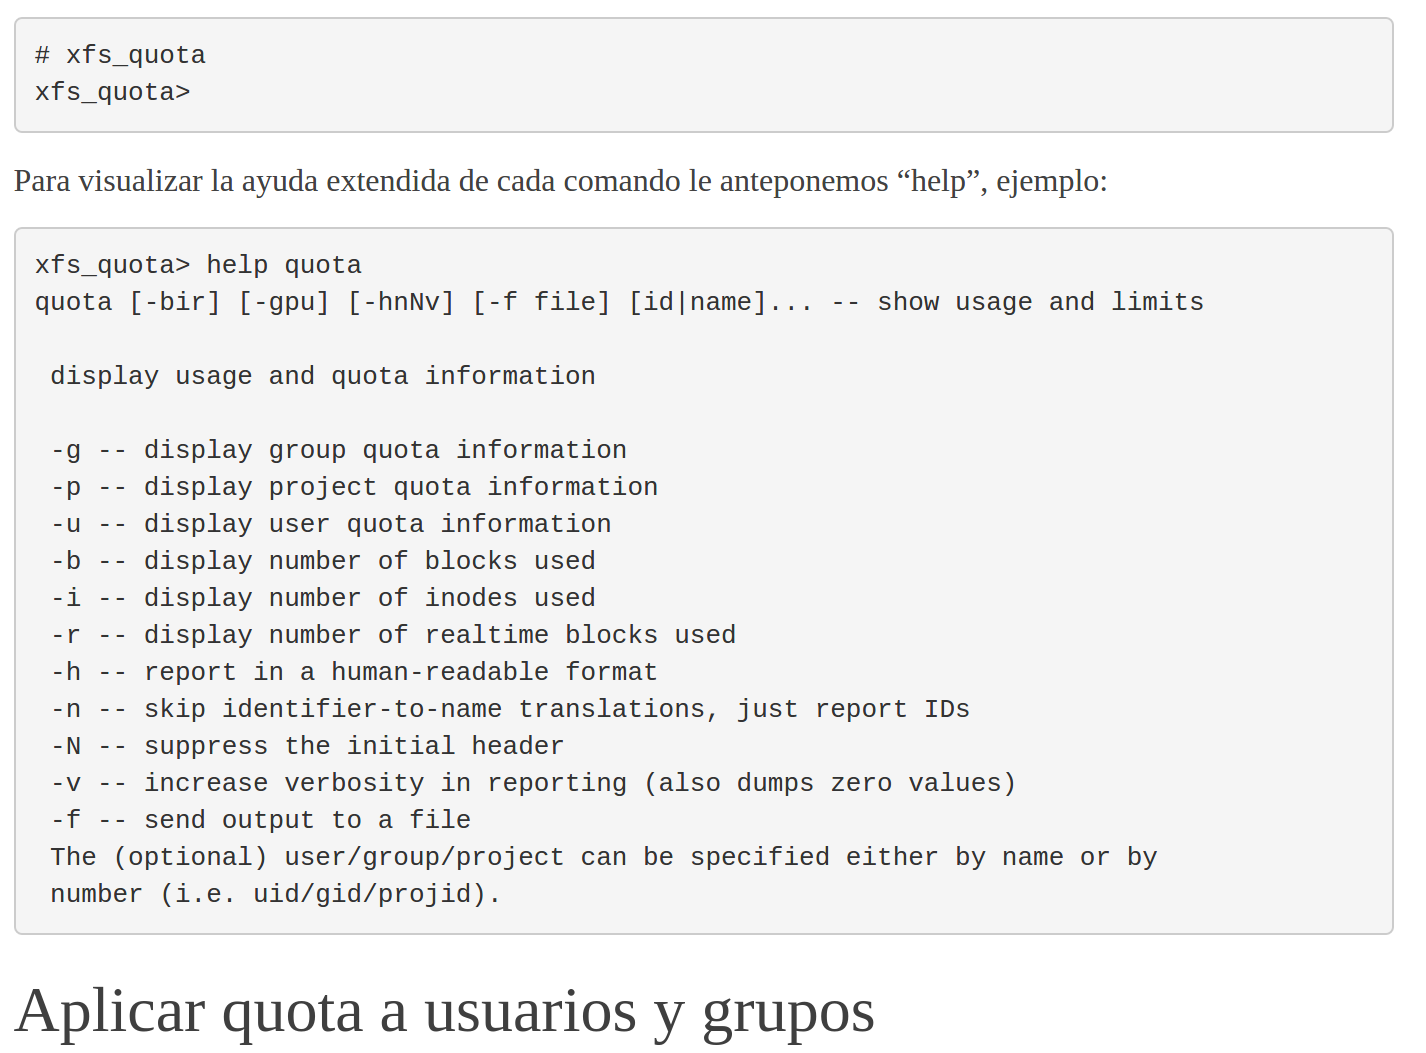 # xfs_quota
xfs_quota>
Para visualizar la ayuda extendida de cada comando le anteponemos “help”, ejemplo:
xfs_quota> help quota
quota [-bir] [-gpu] [-hnNv] [-f file] [id|name]... -- show usage and limits
display usage and quota information
-g -- display group quota information
-p -- display project quota information
-u -- display user quota information
-b -- display number of blocks used
-i -- display number of inodes used
-r -- display number of realtime blocks used
-h -- report in a human-readable format
-n -- skip identifier-to-name translations, just report IDs
-N -- suppress the initial header
-v -- increase verbosity in reporting (also dumps zero values)
-f -- send output to a file
The (optional) user/group/project can be specified either by name or by
number (i.e. uid/gid/projid).
Aplicar quota a usuarios y grupos